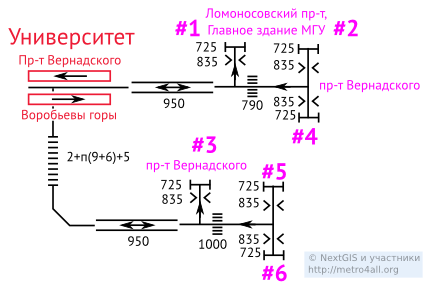 Университет
Пр-т Вернадского
Воробьевы горы
#1
Ломоносовский пр-т,
Главное здание МГУ
#2
725
835
725
835
пр-т Вернадского
950
790
835
725
#4
2+п(9+6)+5
#3
пр-т Вернадского
#5
725
835
725
835
950
1000
835
725
#6
© NextGIS и участники
http://metro4all.org